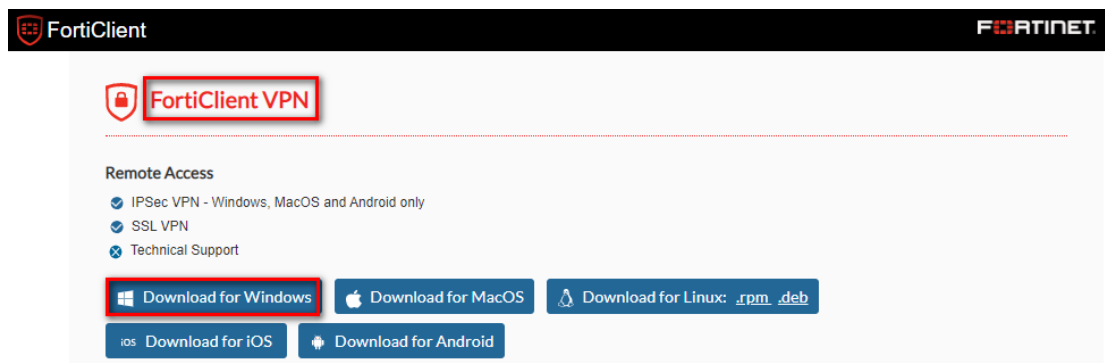 FortiClient
FORTINET
FortiClient VPN
Remote Access
IPSec VPN - Windows, MacOS and Android only
SSL VPN
Technical Support
Download for Windows
Download for MacOS
Download for Linux: .rpm .deb
iOS Download for iOS
Download for Android